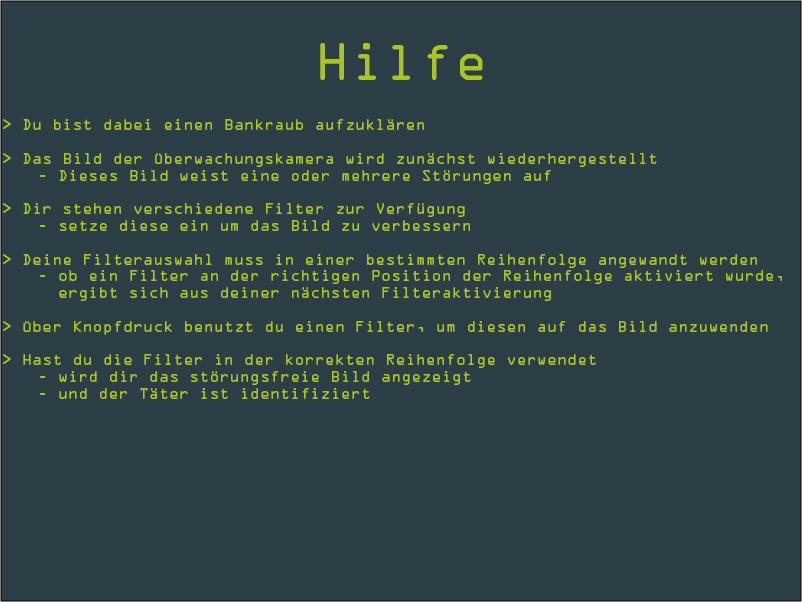 Hilfe
> Du bist dabei einen Bankraub aufzuklären
> Das Bild der Überwachungskamera wird zunächst wiederhergestellt
- Dieses Bild weist eine oder mehrere Störungen auf
> Dir stehen verschiedene Filter zur Verfügung
- setze diese ein um das Bild zu verbessern
> Deine Filterauswahl muss in einer bestimmten Reihenfolge angewandt werden
- ob ein Filter an der richtigen Position der Reihenfolge aktiviert wurde,
ergibt sich aus deiner nächsten Filteraktivierung
> Über Knopfdruck benutzt du einen Filter, um diesen auf das Bild anzuwenden
> Hast du die Filter in der korrekten Reihenfolge verwendet
- wird dir das störungsfreie Bild angezeigt
- und der Täter ist identifiziert